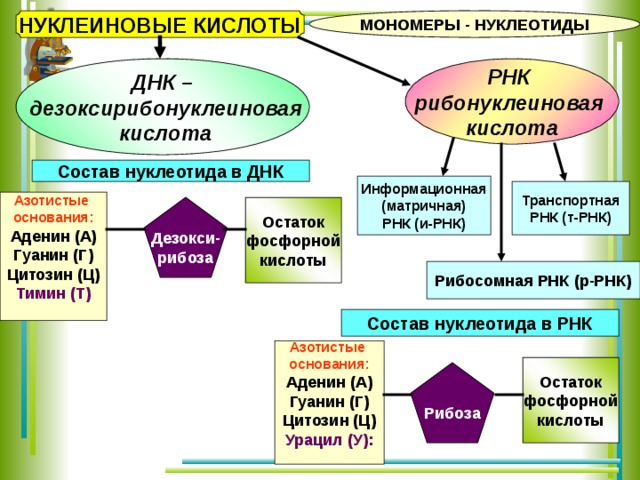 НУКЛЕИНОВЫЕ КИСЛОТЫ
МОНОМЕРЫ - НУКЛЕОТИДЫ
ДНК –
дезоксирибонуклеиновая
кислота
РНК
рибонуклеиновая
кислота
Состав нуклеотида в ДНК
Информационная
(матричная)
РНК (и-РНК)
Транспортная
РНК (т-РНК)
Азотистые
основания:
Аденин (А)
Гуанин (Г)
Цитозин (Ц)
Тимин (Т)
Дезокси-
рибоза
Остаток
фосфорной
кислоты
Рибосомная РНК (р-РНК)
Состав нуклеотида в РНК
Азотистые
основания:
Аденин (А)
Гуанин (Г)
Цитозин (Ц)
Урацил (У):
Рибоза
Остаток
фосфорной
кислоты